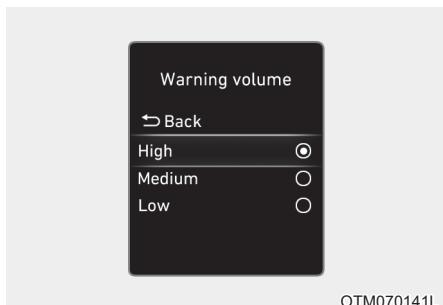 Warning volume
Back
High
Medium
Low
OTM070141L